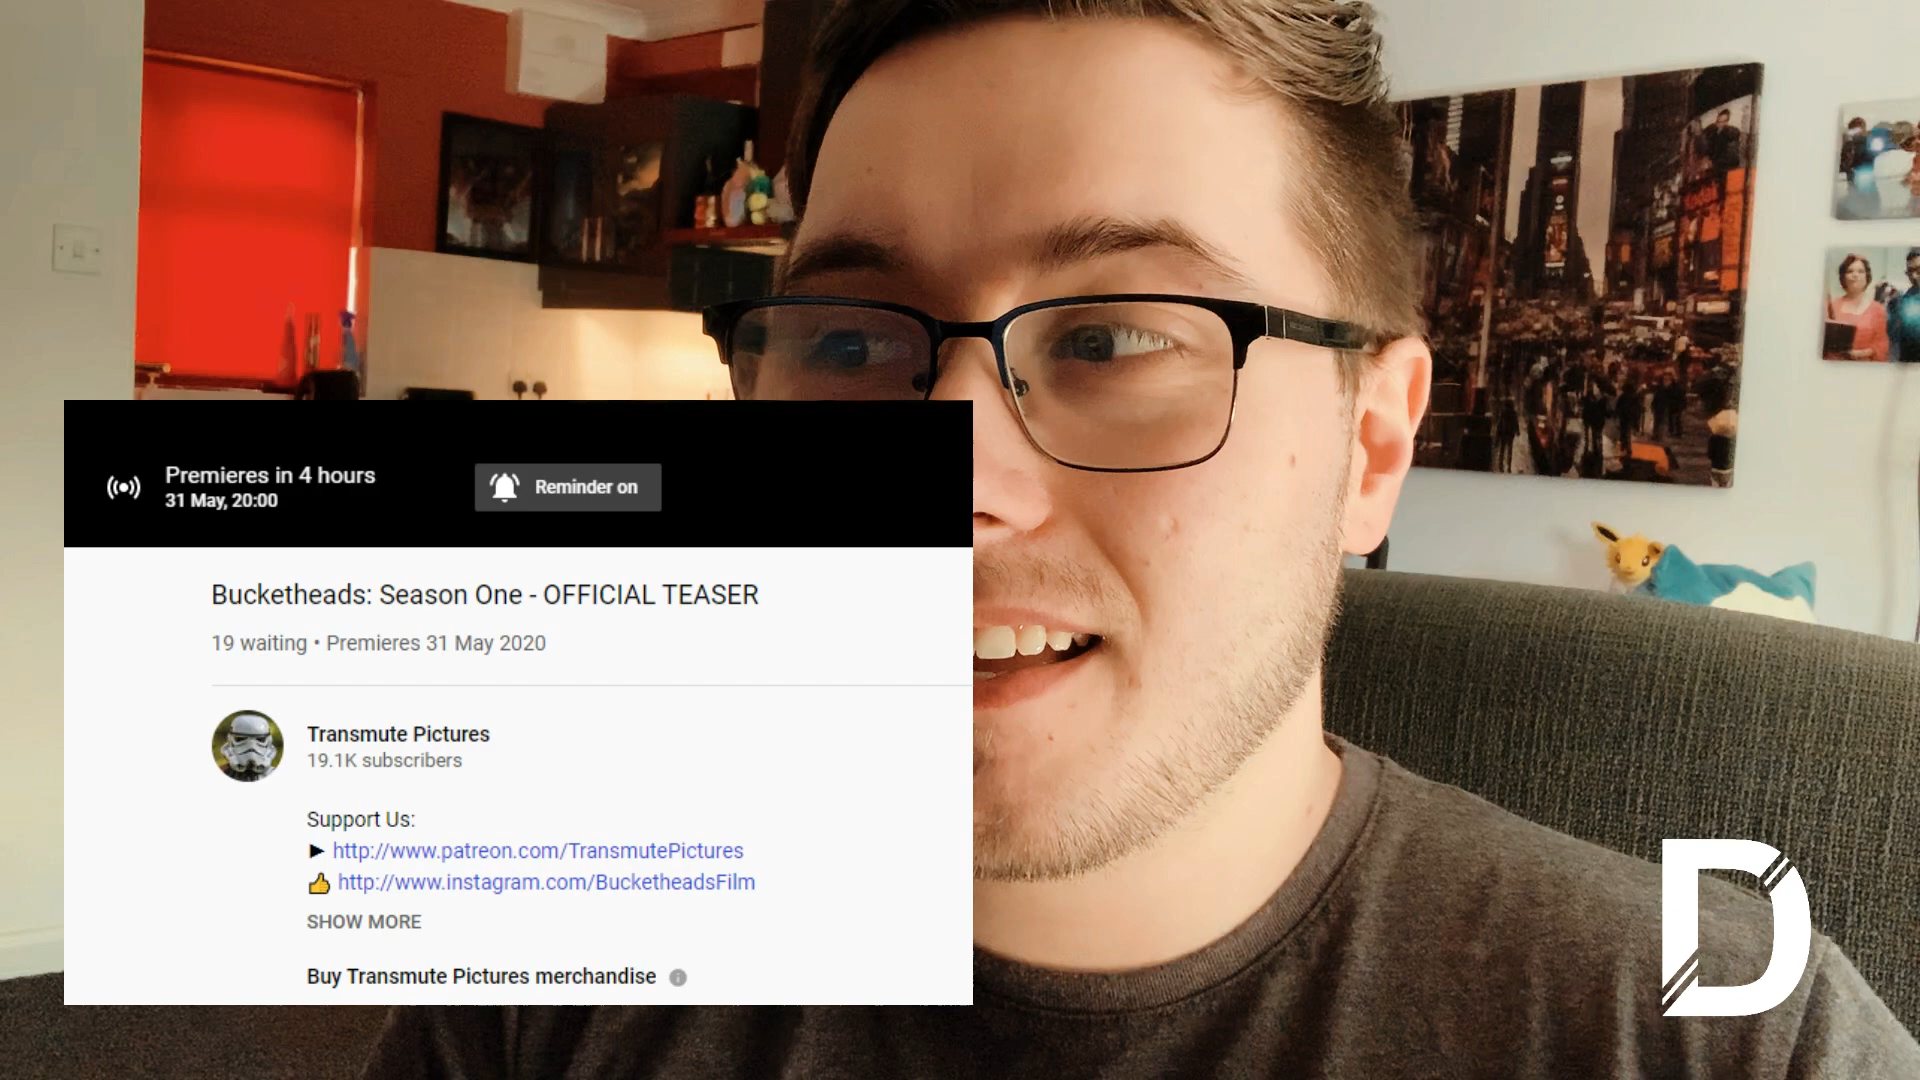 Premieres in 4 hours
31 May, 20:00
Reminder on
Bucketheads: Season One - OFFICIAL TEASER
19 waiting • Premieres 31 May 2020
Transmute Pictures
19.1K subscribers
Support Us:
► http://www.patreon.com/TransmutePictures
👍 http://www.instagram.com/BucketheadsFilm
SHOW MORE
Buy Transmute Pictures merchandise
D